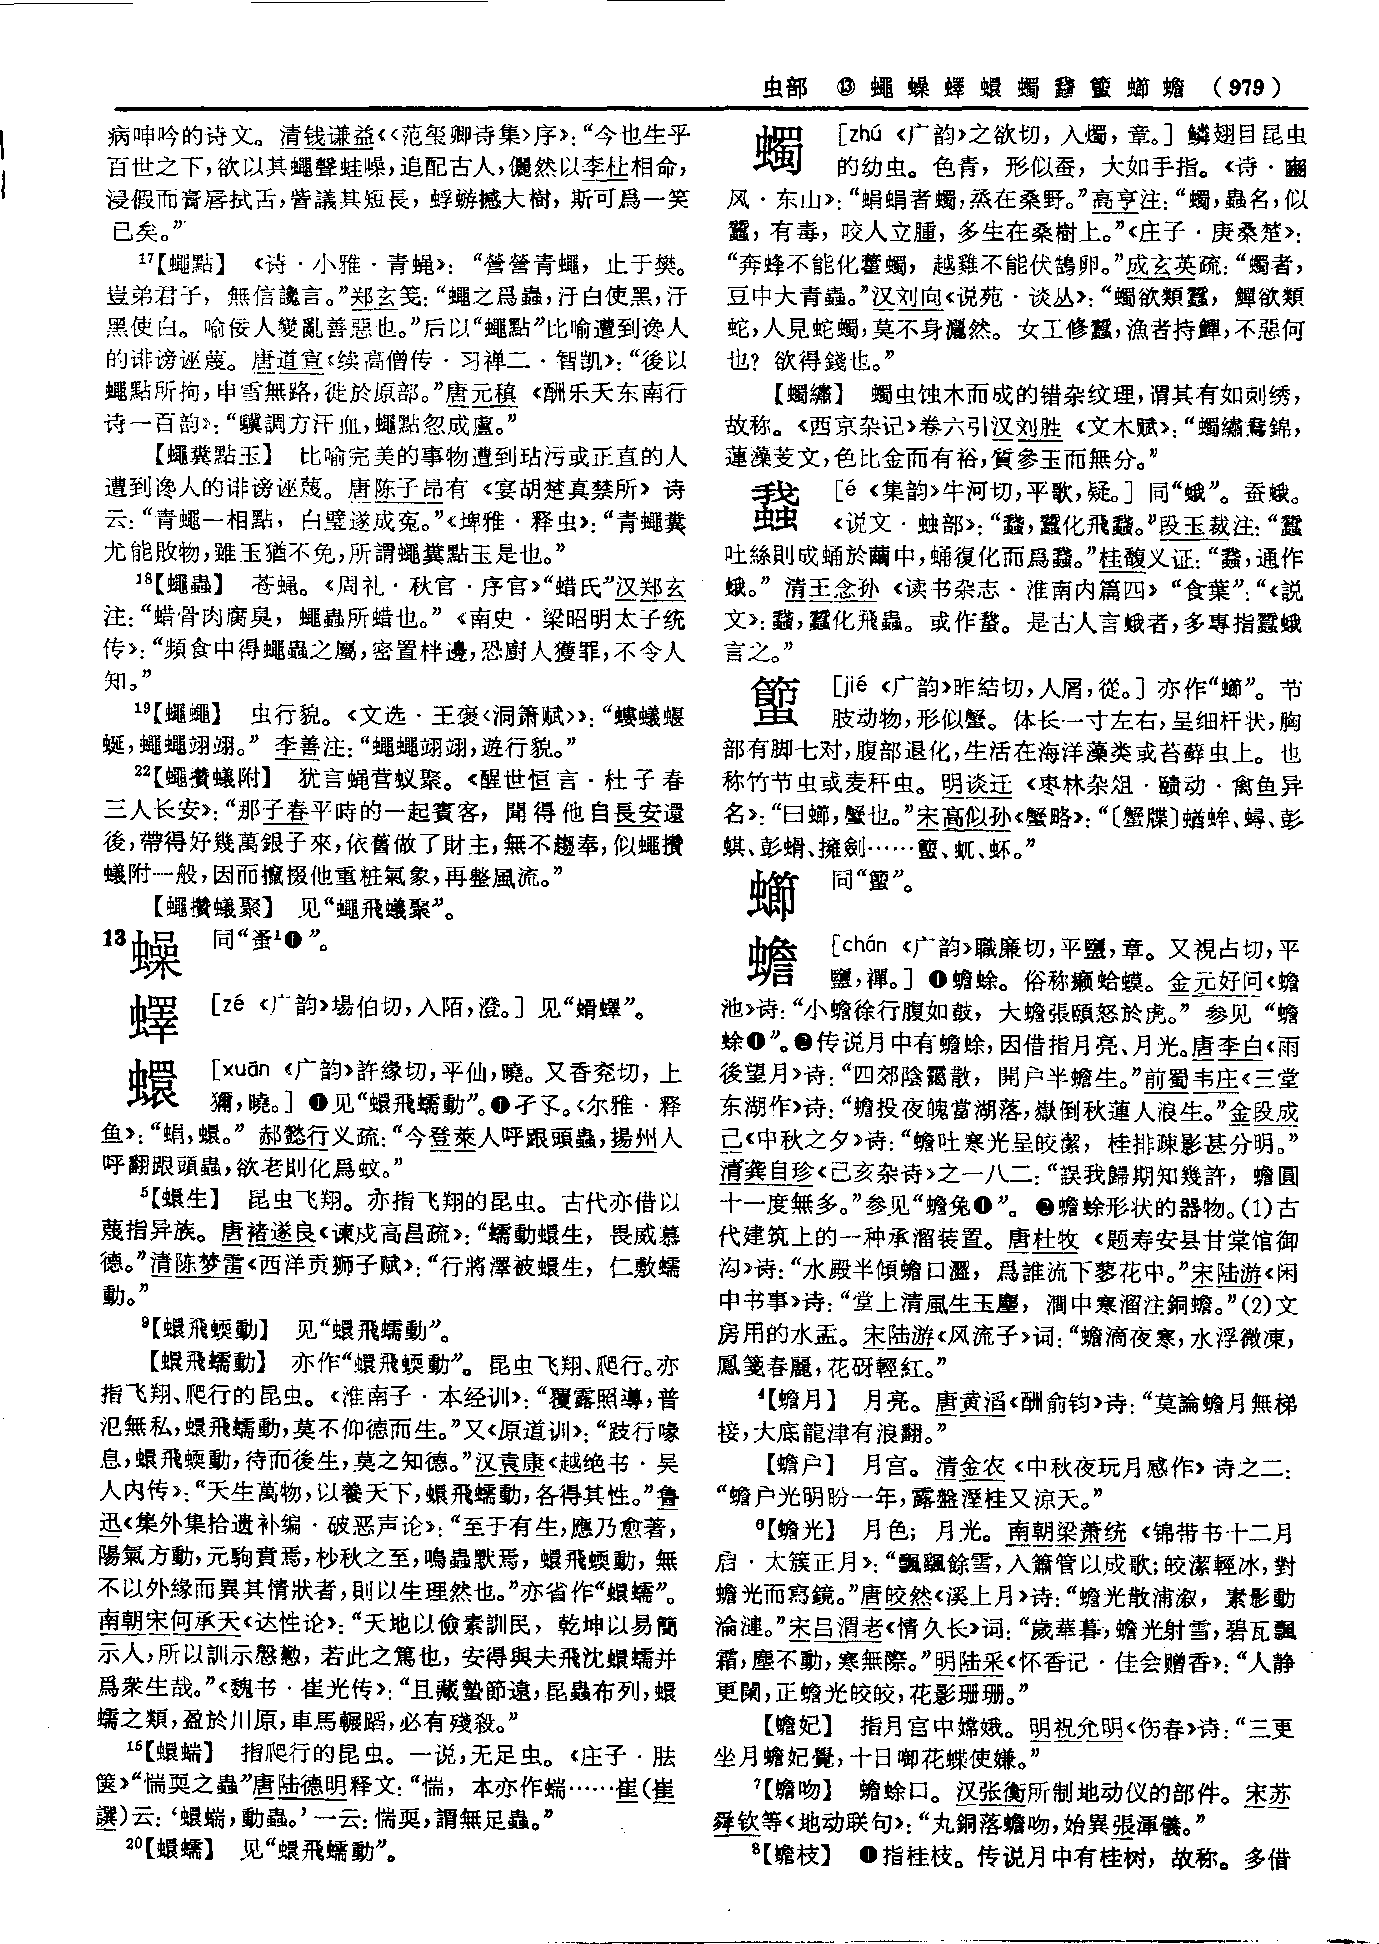 虫部 ⑬ 蠅 蟂 蠌 蠉 蠋 蠽 蠞 蠟 蟾 （979）
病呻吟的诗文。清钱谦益《〈范玺卿诗集〉序》：“今也生乎
百世之下，欲以其蠅聲蛙噪，追配古人，儼然以李杜相命，
浸假而膏唇拭舌，訾議其短長，蜉蝣撼大樹，斯可爲一笑
已矣。”
¹⁷【蠅點】 《诗·小雅·青蝇》：“營營青蠅，止于樊。
豈弟君子，無信讒言。”郑玄笺：“蠅之爲蟲，汙白使黑，汙
黑使白。喻佞人變亂善惡也。”后以“蠅點”比喻遭到谗人
的诽谤诬蔑。唐道宣《续高僧传·习禅二·智凯》：“後以
蠅點所拘，申雪無路，徙於原部。”唐元稹《酬乐天东南行
诗一百韵》：“驥調方汗血，蠅點忽成盧。”
【蠅糞點玉】 比喻完美的事物遭到玷污或正直的人
遭到谗人的诽谤诬蔑。唐陈子昂有《宴胡楚真禁所》诗
云：“青蠅一相點，白璧遂成冤。”《埤雅·释虫》：“青蠅糞
尤能敗物，雖玉猶不免，所謂蠅糞點玉是也。”
¹⁸【蠅蟲】 苍蝇。《周礼·秋官·序官》“蜡氏”汉郑玄
注：“蜡骨肉腐臭，蠅蟲所蜡也。”《南史·梁昭明太子统
传》：“頻食中得蠅蟲之屬，密置柈邊，恐廚人獲罪，不令人
知。”
¹⁹【蠅蠅】 虫行貌。《文选·王褒〈洞箫赋〉》：“螻蟻蝘
蜓，蠅蠅翊翊。”李善注：“蠅蠅翊翊，遊行貌。”
²²【蠅攢蟻附】 犹言蝇营蚁聚。《醒世恒言·杜子春
三入长安》：“那子春平時的一起賓客，聞得他自長安還
後，帶得好幾萬銀子來，依舊做了財主，無不趨奉，似蠅攢
蟻附一般，因而攛掇他重粧氣象，再整風流。”
【蠅攢蟻聚】 见“蠅飛蟻聚”。
13 同“蚤¹❶”。
蠌 ［zé 《广韵》場伯切，入陌，澄。］见“蝑蠌”。
蠉 ［xuān 《广韵》許緣切，平仙，曉。又香兖切，上
獮，曉。］❶见“蠉飛蠕動”。❶孑孓。《尔雅·释
鱼》：“蜎，蠉。”郝懿行义疏：“今登萊人呼跟頭蟲，揚州人
呼翻跟頭蟲，欲老則化爲蚊。”
⁵【蠉生】 昆虫飞翔。亦指飞翔的昆虫。古代亦借以
蔑指异族。唐褚遂良《谏戍高昌疏》：“蠕動蠉生，畏威慕
德。”清陈梦雷《西洋贡狮子赋》：“行將澤被蠉生，仁敷蠕
動。”
⁹【蠉飛蝡動】 见“蠉飛蠕動”。
【蠉飛蠕動】 亦作“蠉飛蝡動”。昆虫飞翔、爬行。亦
指飞翔、爬行的昆虫。《淮南子·本经训》：“覆露照導，普
氾無私，蠉飛蠕動，莫不仰德而生。”又《原道训》：“跂行喙
息，蠉飛蝡動，待而後生，莫之知德。”汉袁康《越绝书·吴
人内传》：“天生萬物，以養天下，蠉飛蠕動，各得其性。”鲁
迅《集外集拾遗补编·破恶声论》：“至于有生，應乃愈著，
陽氣方動，元駒賁焉，杪秋之至，鳴蟲默焉，蠉飛蝡動，無
不以外緣而異其情狀者，則以生理然也。”亦省作“蠉蠕”。
南朝宋何承天《达性论》：“天地以儉素訓民，乾坤以易簡
示人，所以訓示慇懃，若此之篤也，安得與夫飛沈蠉蠕并
爲衆生哉。”《魏书·崔光传》：“且藏蟄節遠，昆蟲布列，蠉
蠕之類，盈於川原，車馬輾蹈，必有殘殺。”
¹⁵【蠉蝡】 指爬行的昆虫。一说，无足虫。《庄子·胠
箧》“惴耎之蟲”唐陆德明释文：“惴，本亦作蝡……崔（崔
譔）云：‘蠉蝡，動蟲。’一云：惴耎，謂無足蟲。”
²⁰【蠉蠕】 见“蠉飛蠕動”。
蠋 ［zhú 《广韵》之欲切，入燭，章。］鳞翅目昆虫
的幼虫。色青，形似蚕，大如手指。《诗·豳
风·东山》：“蜎蜎者蠋，烝在桑野。”高亨注：“蠋，蟲名，似
蠶，有毒，咬人立腫，多生在桑樹上。”《庄子·庚桑楚》：
“奔蜂不能化藿蠋，越雞不能伏鵠卵。”成玄英疏：“蠋者，
豆中大青蟲。”汉刘向《说苑·谈丛》：“蠋欲類蠶，鱓欲類
蛇，人見蛇蠋，莫不身灑然。女工修蠶，漁者持鱓，不惡何
也？欲得錢也。”
【蠋繡】 蠋虫蚀木而成的错杂纹理，谓其有如刺绣，
故称。《西京杂记》卷六引汉刘胜《文木赋》：“蠋繡鴦錦，
蓮藻芰文，色比金而有裕，質參玉而無分。”
［é 《集韵》牛河切，平歌，疑。］同“蛾”。蚕蛾。
《说文·䖵部》：“䖸，蠶化飛䖸。”段玉裁注：“蠶
吐絲則成蛹於繭中，蛹復化而爲䖸。”桂馥义证：“䖸，通作
蛾。”清王念孙《读书杂志·淮南内篇四》“食葉”：“《説
文》：䖸，蠶化飛蟲。或作䖸。是古人言蛾者，多專指蠶蛾
言之。”
蠞 ［jié 《广韵》昨結切，入屑，從。］亦作“䗻”。节
肢动物，形似蟹。体长一寸左右，呈细杆状，胸
部有脚七对，腹部退化，生活在海洋藻类或苔藓虫上。也
称竹节虫或麦秆虫。明谈迁《枣林杂俎·赜动·禽鱼异
名》：“曰䗻，蟹也。”宋高似孙《蟹略》：“〔蟹牒〕蝤蛑、蟳、彭
蜞、彭蝟、擁劍……
同“蠞”。
蟾 ［chán 《广韵》職廉切，平鹽，章。又視占切，平
鹽，禪。］❶蟾蜍。俗称癞蛤蟆。金元好问《蟾
池》诗：“小蟾徐行腹如鼓，大蟾張頤怒於虎。”参见“蟾
蜍❶”。❷传说月中有蟾蜍，因借指月亮、月光。唐李白《雨
後望月》诗：“四郊陰靄散，開户半蟾生。”前蜀韦庄《三堂
东湖作》诗：“蟾投夜魄當湖落，嶽倒秋蓮入浪生。”金段成
己《中秋之夕》诗：“蟾吐寒光呈皎潔，桂排疎影甚分明。”
清龚自珍《己亥杂诗》之一八二：“誤我歸期知幾許，蟾圓
十一度無多。”参见“蟾兔❶”。❷蟾蜍形状的器物。(1)古
代建筑上的一种承溜装置。唐杜牧《题寿安县甘棠馆御
沟》诗：“水殿半傾蟾口澀，爲誰流下蓼花中。”宋陆游《闲
中书事》诗：“堂上清風生玉麈，澗中寒溜注銅蟾。”(2)文
房用的水盂。宋陆游《风流子》词：“蟾滴夜寒，水浮微凍，
鳳箋春麗，花砑輕紅。”
⁴【蟾月】 月亮。唐黄滔《酬俞钧》诗：“莫論蟾月無梯
接，大底龍津有浪翻。”
【蟾户】 月宫。清金农《中秋夜玩月感作》诗之二：
“蟾户光明盼一年，露盤溼桂又涼天。”
⁶【蟾光】 月色；月光。南朝梁萧统《锦带书十二月
启·太簇正月》：“飄飖餘雪，入簫管以成歌；皎潔輕冰，對
蟾光而寫鏡。”唐皎然《溪上月》诗：“蟾光散浦溆，素影動
淪漣。”宋吕渭老《情久长》词：“歲華暮，蟾光射雪，碧瓦飄
霜，塵不動，寒無際。”明陆采《怀香记·佳会赠香》：“人静
更闌，正蟾光皎皎，花影珊珊。”
【蟾妃】 指月宫中嫦娥。明祝允明《伤春》诗：“三更
坐月蟾妃覺，十日啣花蝶使嫌。”
⁷【蟾吻】 蟾蜍口。汉张衡所制地动仪的部件。宋苏
舜钦等《地动联句》：“丸銅落蟾吻，始異張渾儀。”
⁸【蟾枝】 ❶指桂枝。传说月中有桂树，故称。多借